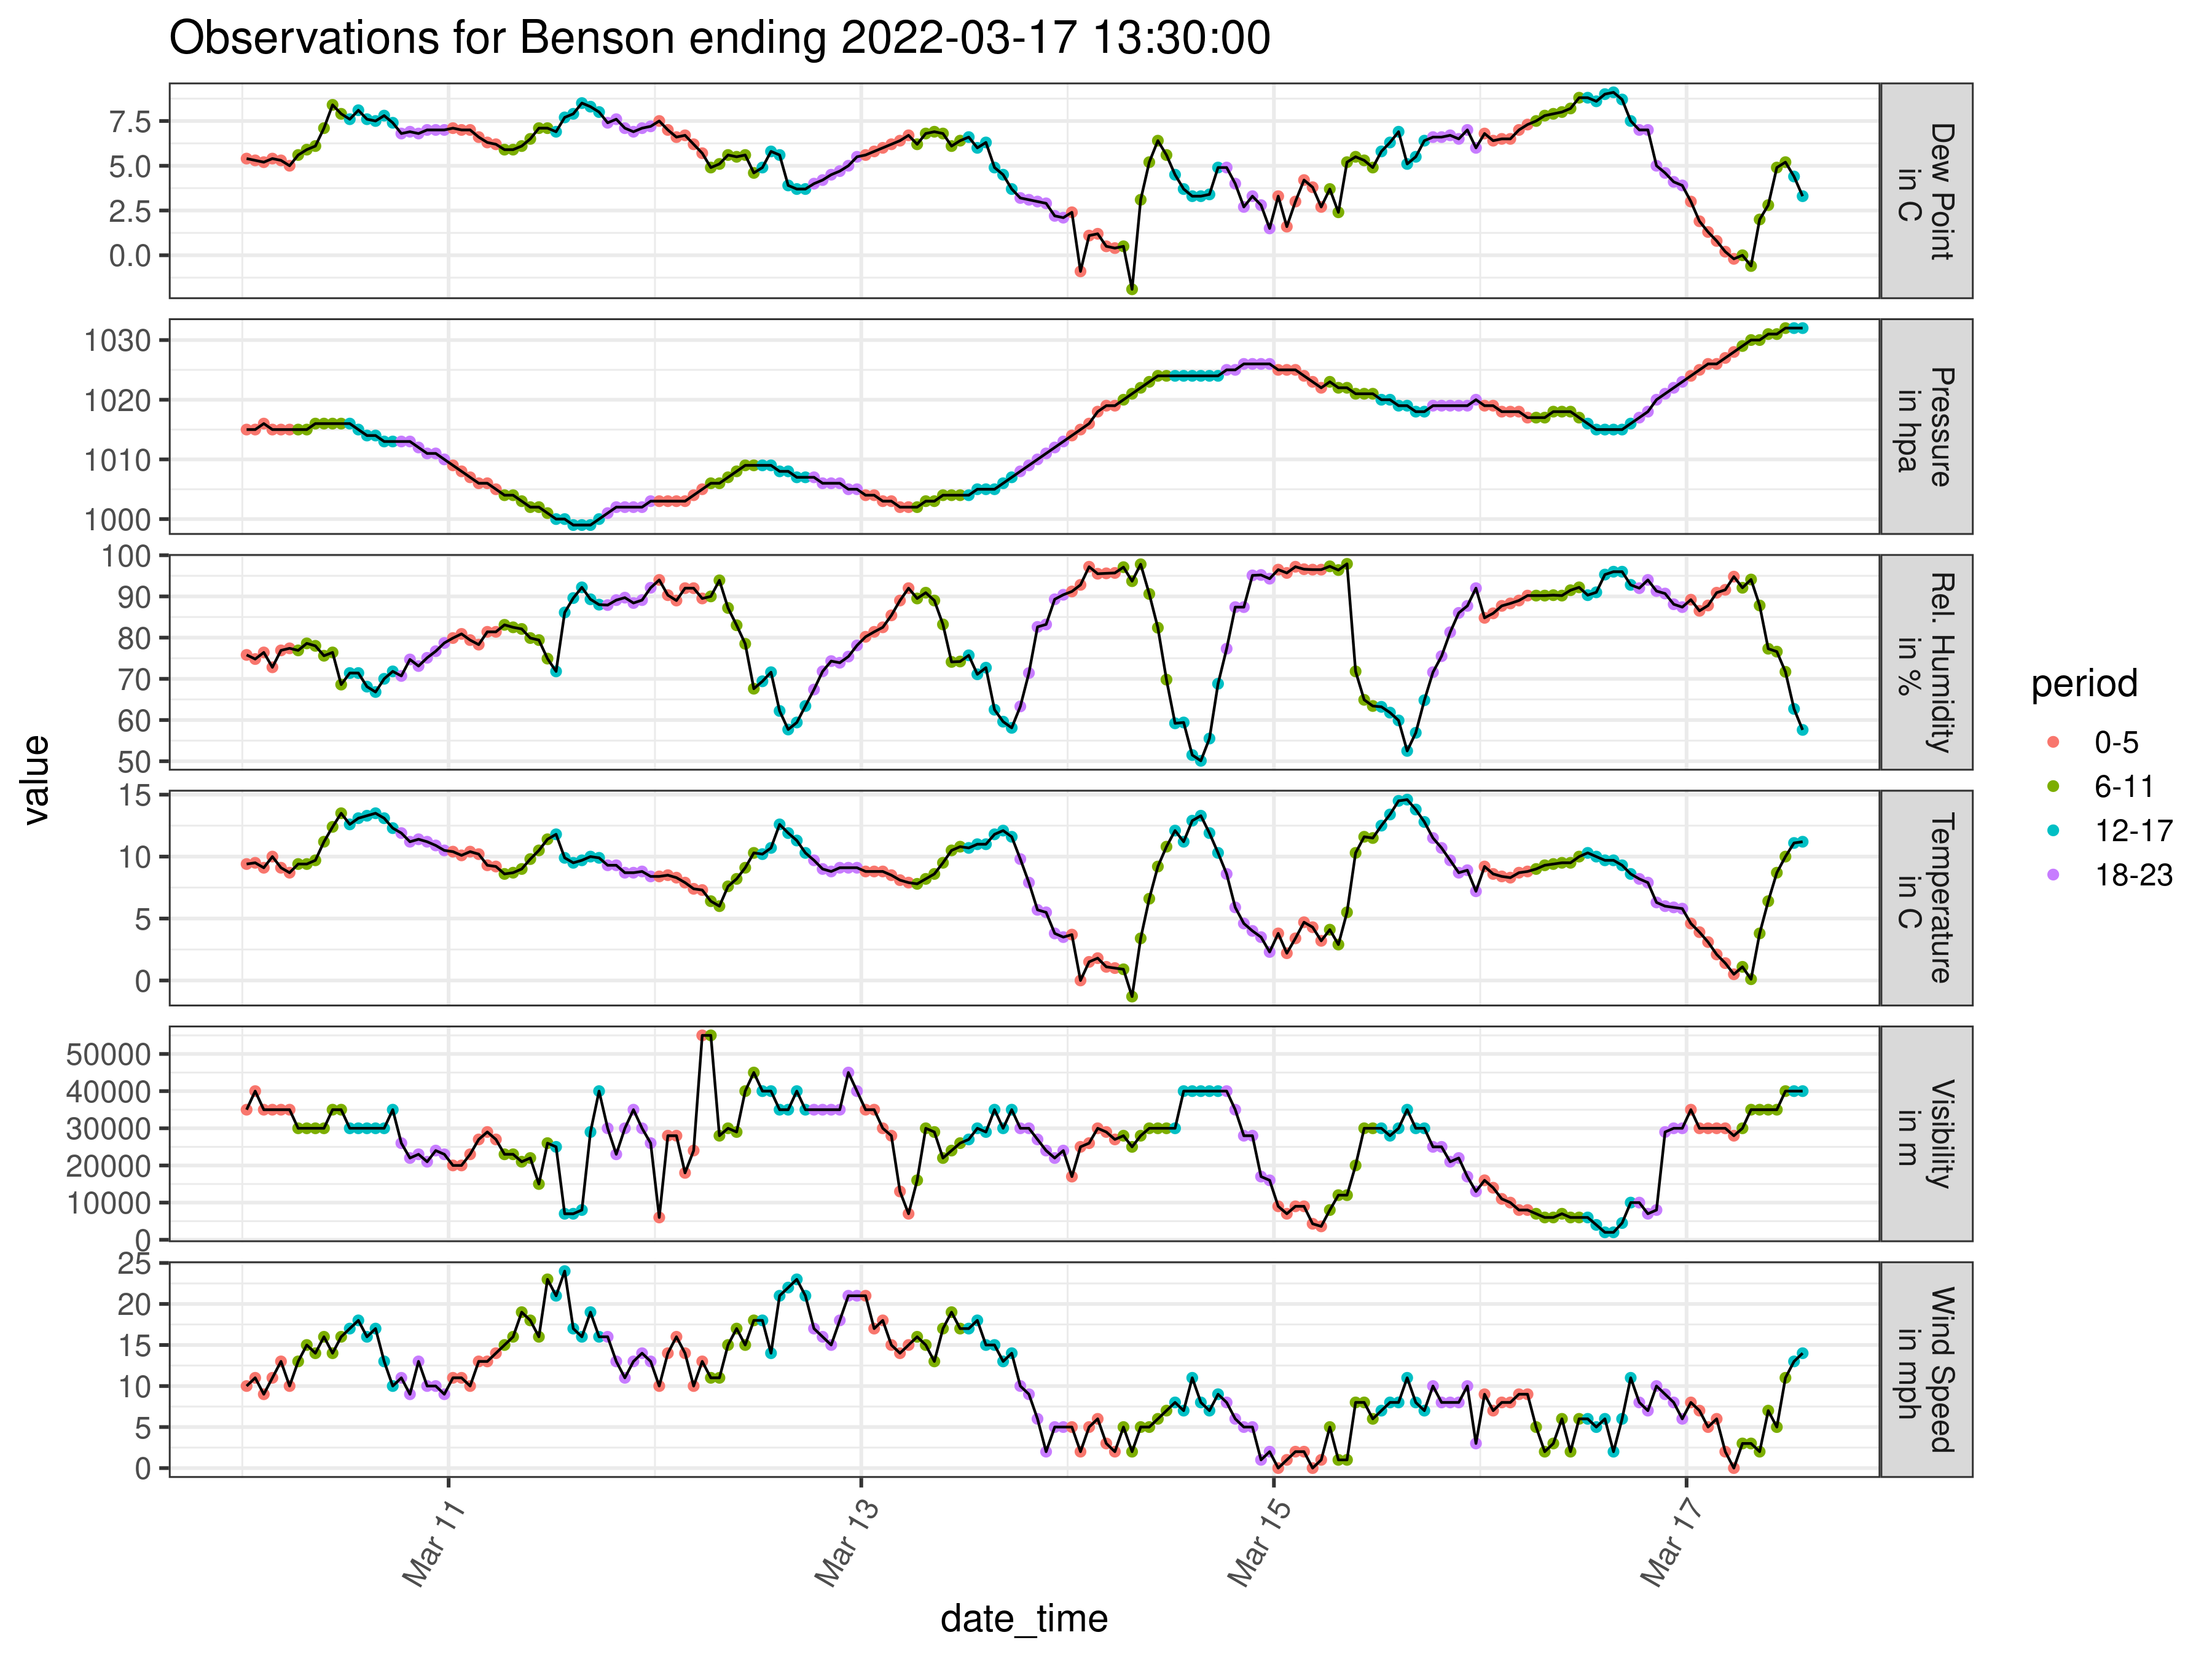 Observations for Benson ending 2022-03-17 13:30:00
value
7.5
5.0
2.5
0.0
Dew Point
in C
1030
1020
1010
1000
Pressure
in hpa
100
90
80
70
60
50
Rel. Humidity
in %
15
10
5
0
Temperature
in C
50000
40000
30000
20000
10000
0
Visibility
in m
25
20
15
10
5
0
Wind Speed
in mph
Mar 11
Mar 13
Mar 15
Mar 17
date_time
period
0-5
6-11
12-17
18-23